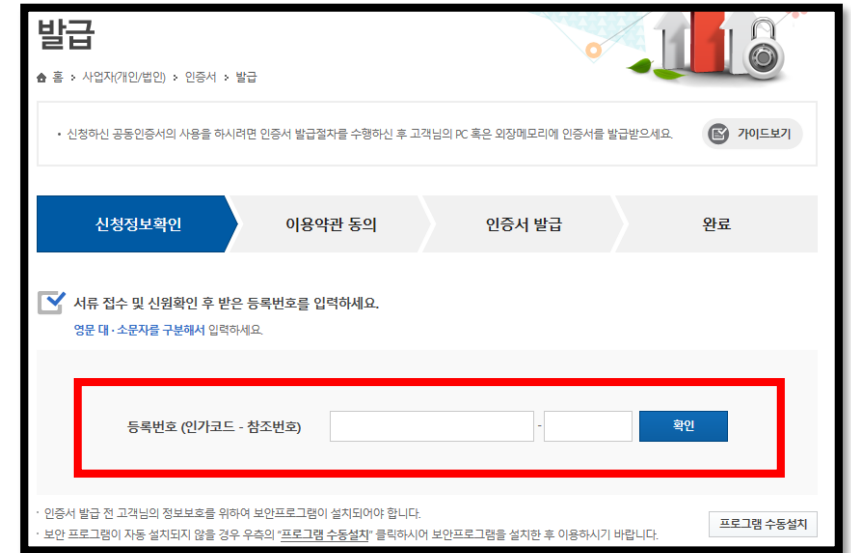 발급
홈 > 사업자(개인/법인) > 인증서 > 발급
• 신청하신 공동인증서의 사용을 하시려면 인증서 발급절차를 수행하신 후 고객님의 PC 혹은 외장메모리에 인증서를 발급받으세요.
가이드보기
신청정보확인 이용약관 동의 인증서 발급 완료
서류 접수 및 신원확인 후 받은 등록번호를 입력하세요.
영문 대·소문자를 구분해서 입력하세요.
등록번호 (인가코드 - 참조번호) - 확인
· 인증서 발급 전 고객님의 정보보호를 위하여 보안프로그램이 설치되어야 합니다.
· 보안 프로그램이 자동 설치되지 않을 경우 우측의 "프로그램 수동설치" 클릭하시어 보안프로그램을 설치한 후 이용하시기 바랍니다.
프로그램 수동설치